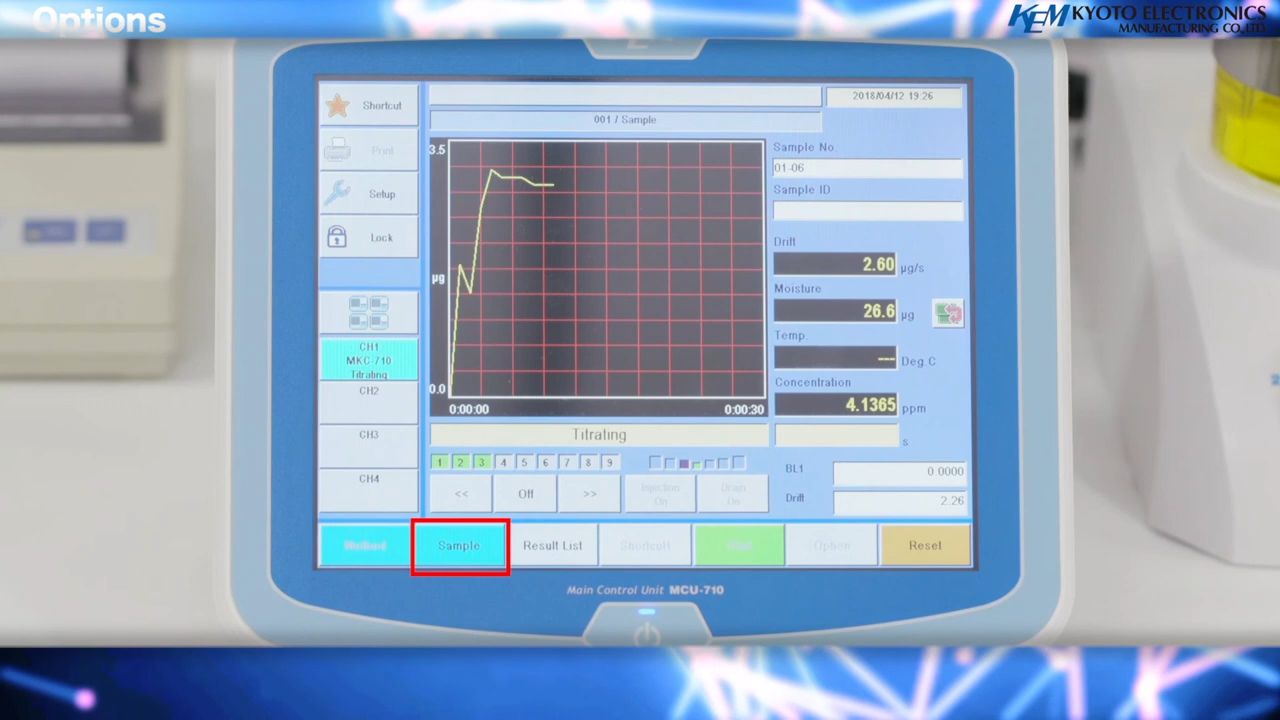 Options
KEM KYOTO ELECTRONICS
MANUFACTURING CO., LTD.
Shortcut
Print
Setup
Lock
CH1
MKC-710
Titrating
CH2
CH3
CH4
001 / Sample
2018/04/12 19:26
3.5
µg
0.0
0:00:00
0:00:30
Titrating
1 2 3 4 5 6 7 8 9
<<
Off
>>
Injection
On
Drain
On
Sample No.
01-06
Sample ID
Drift
2.60 µg/s
Moisture
26.6 µg
Temp.
--- Deg.C
Concentration
4.1365 ppm
s
BL1
0.0000
Drift
2.26
Method
Sample
Result List
Shortcut
Option
Reset
Main Control Unit MCU-710